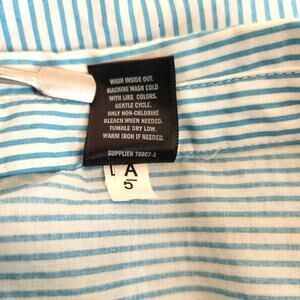 WASH INSIDE OUT.
MACHINE WASH COLD
WITH LIKE COLORS.
GENTLE CYCLE.
ONLY NON-CHLORINE
BLEACH WHEN NEEDED.
TUMBLE DRY LOW.
WARM IRON IF NEEDED.
SUPPLIER 70807-3
A
5